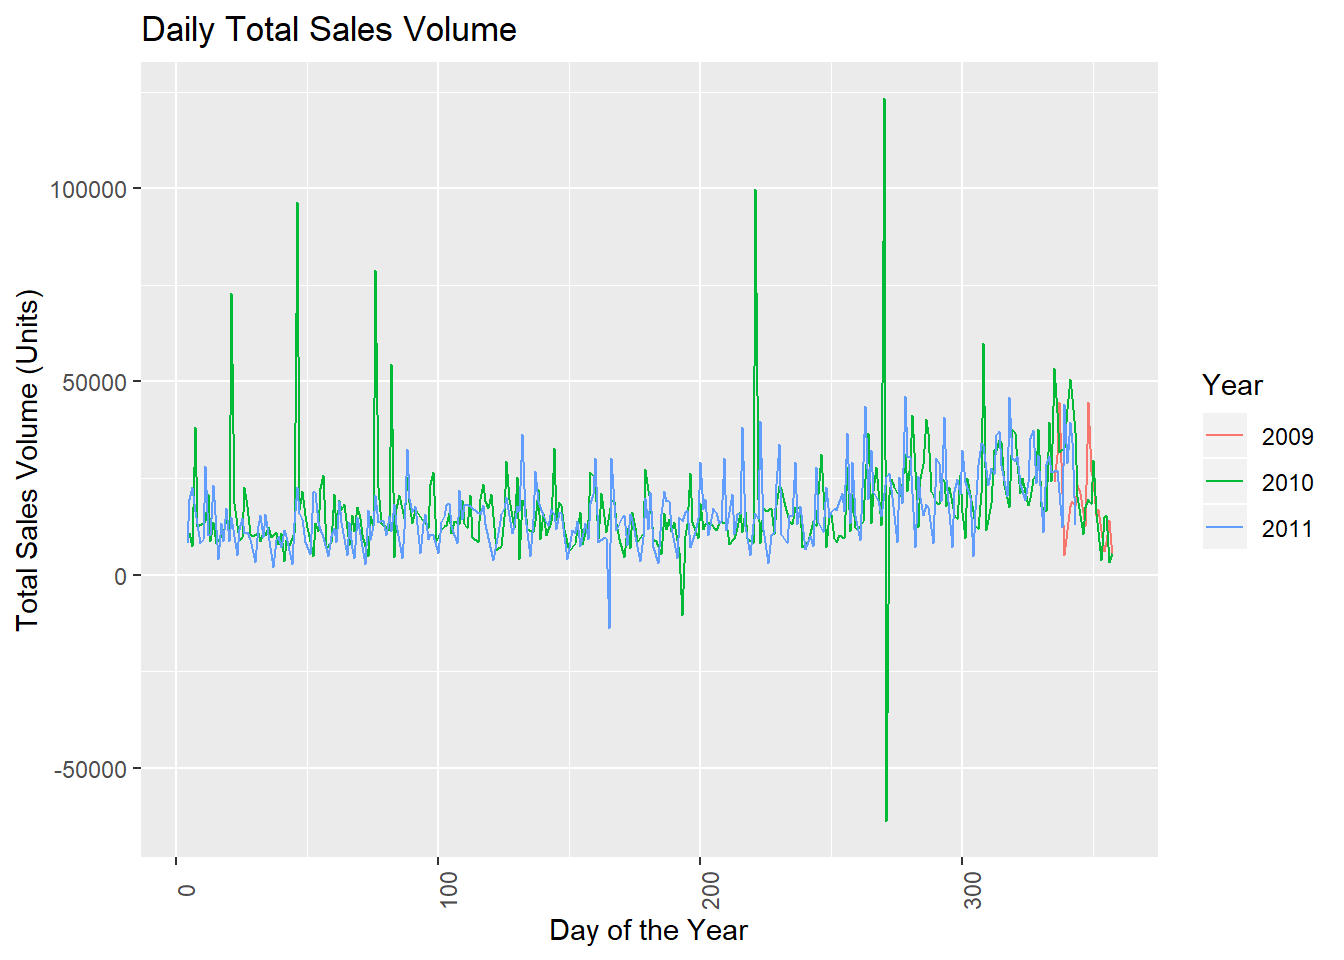 Daily Total Sales Volume
Total Sales Volume (Units)
100000
50000
0
-50000
0
100
200
300
Day of the Year
Year
2009
2010
2011